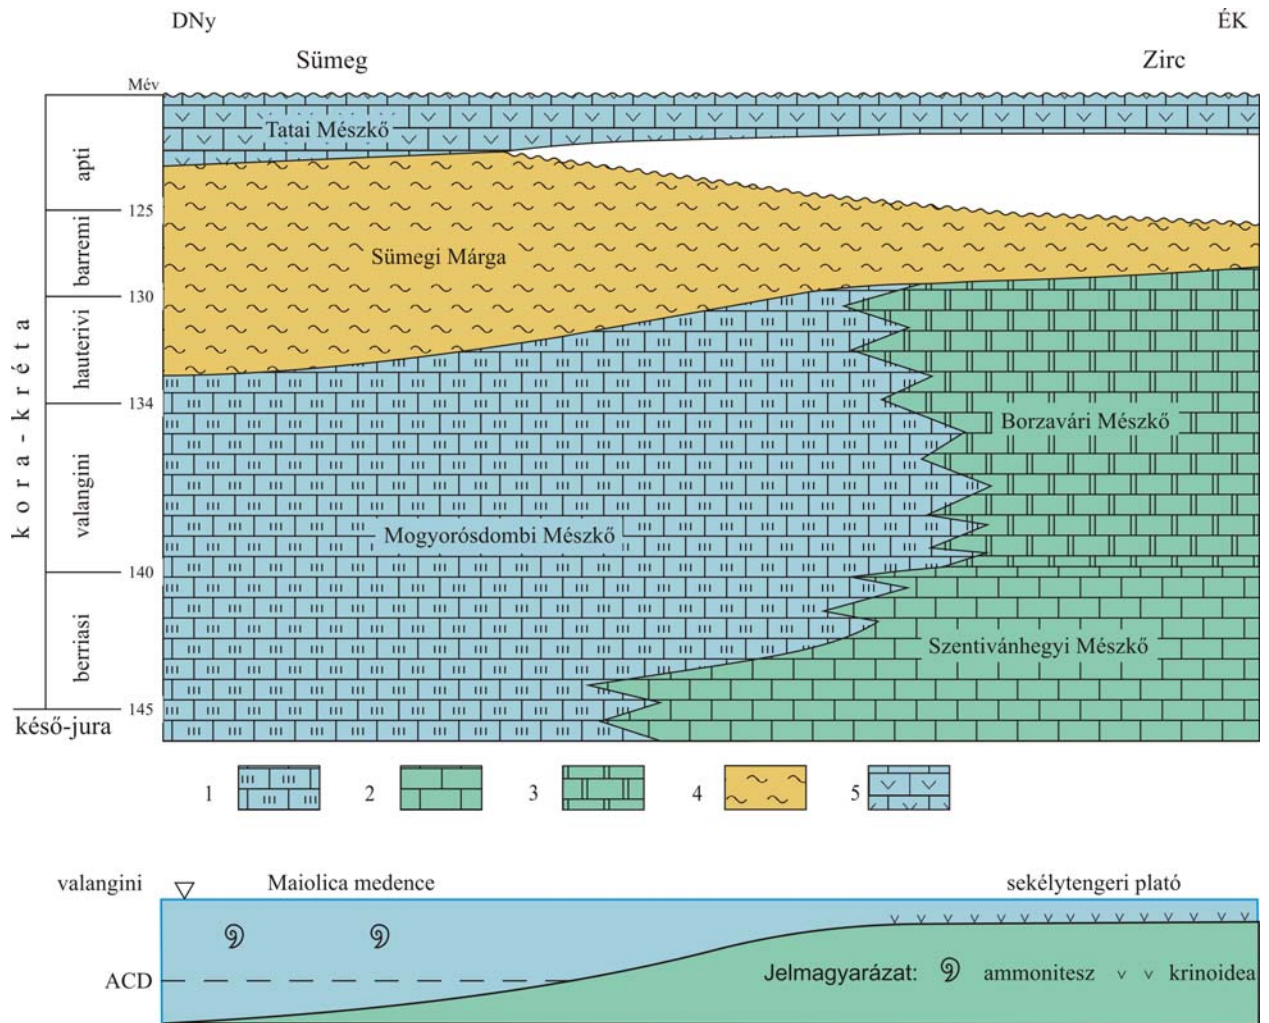 DNy ÉK
Sümeg Zirc
Mév
Tatai Mészkő
apti
125
barremi
Sümegi Márga
130
hauterivi
134
Borzavári Mészkő
kora-kréta
valangini
Mogyorósdombi Mészkő
140
berriasi
Szentivánhegyi Mészkő
145
késő-jura
1 2 3 4 5
valangini Maiolica medence sekélytengeri plató
ACD
Jelmagyarázat: ammonitesz krinoidea